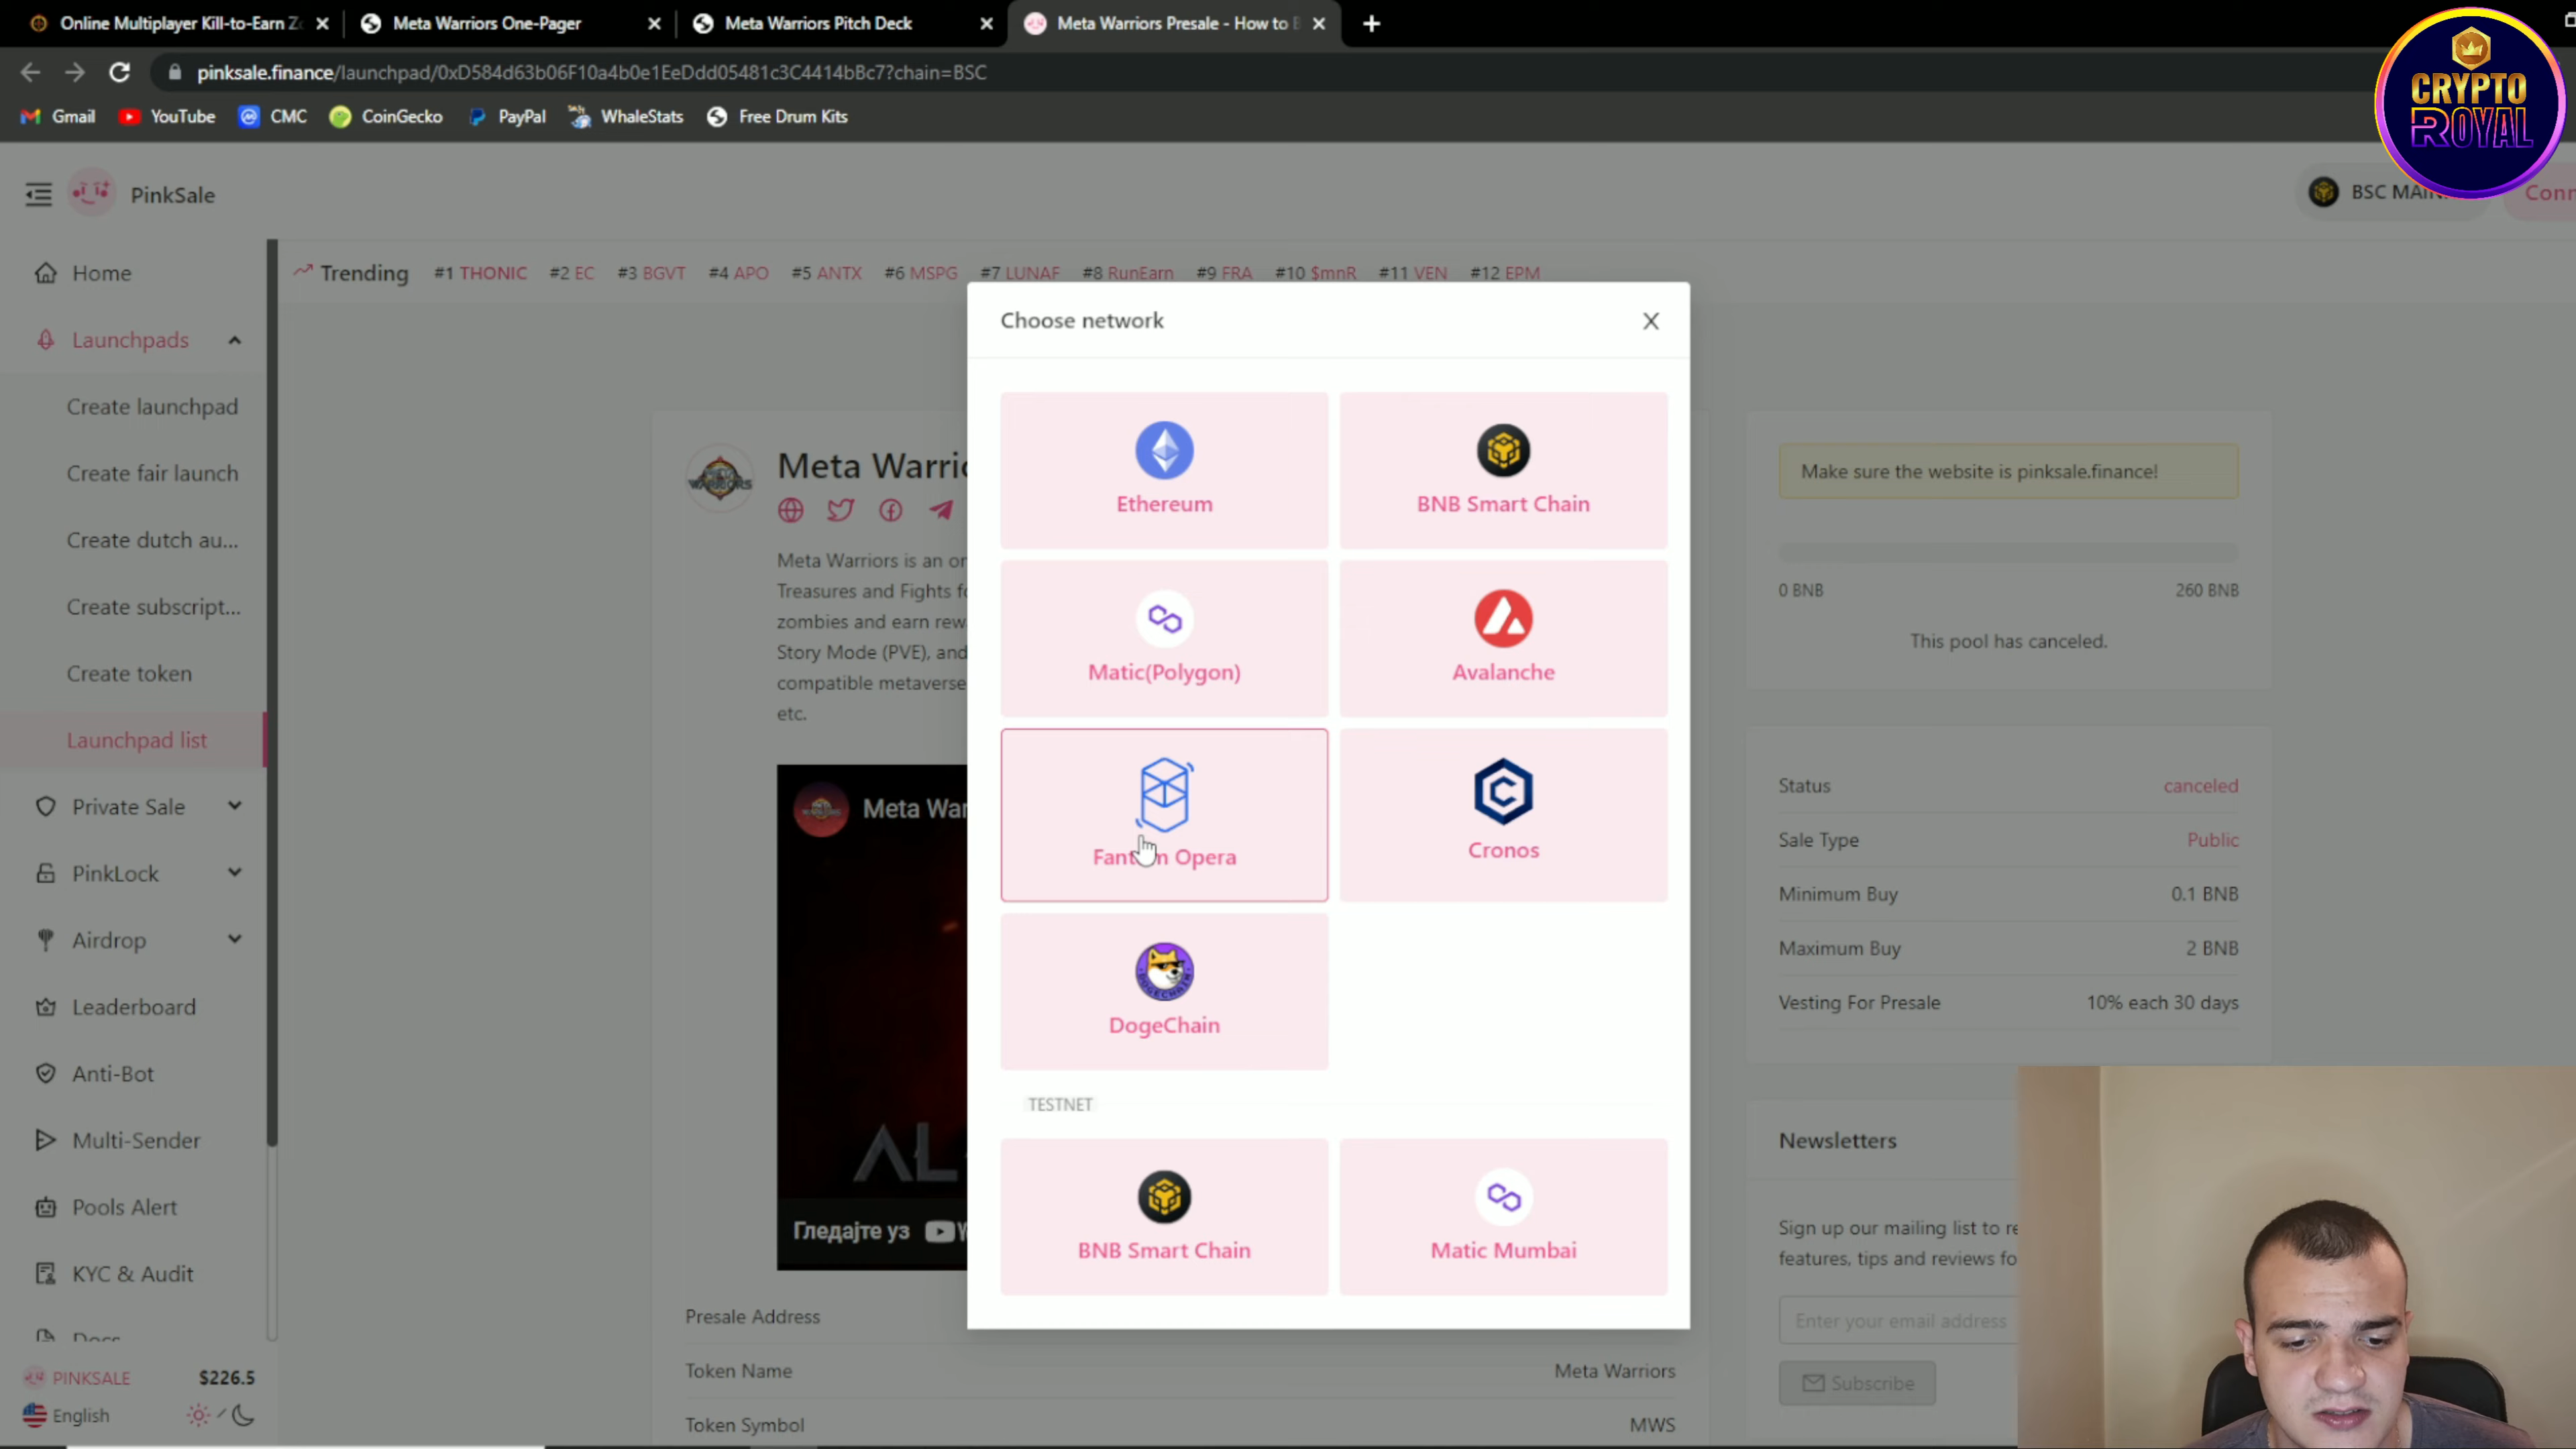 Online Multiplayer Kill-to-Earn
Meta Warriors One-Pager
Meta Warriors Pitch Deck
Meta Warriors Presale - How to
pinksale.finance/launchpad/0xD584d63b06F10a4b0e1EeDdd05481c3C4414bBc7?chain=BSC
Gmail YouTube CMC CoinGecko PayPal WhaleStats Free Drum Kits
CRYPTO
ROYAL
PinkSale
BSC
Home
Trending #1 THONIC #2 EC #3 BGVT #4 APO #5 ANTX #6 MSPG #7 LUNAF #8 RunEarn #9 FRA #10 $mnR #11 VEN #12 EPM
Launchpads
Create launchpad
Create fair launch
Create dutch au...
Create subscript...
Create token
Launchpad list
Private Sale
PinkLock
Airdrop
Leaderboard
Anti-Bot
Multi-Sender
Pools Alert
KYC & Audit
PINKSALE $226.5
English
Choose network
Ethereum
BNB Smart Chain
Matic(Polygon)
Avalanche
Opera
Cronos
DogeChain
TESTNET
BNB Smart Chain
Matic Mumbai
Meta
Meta Warriors is an
Treasures and Fights
zombies and earn
Story Mode (PVE), and
compatible metaverse
etc.
Meta
Гледајте уз
Presale Address
Token Name Meta Warriors
Token Symbol MWS
Make sure the website is pinksale.finance!
0 BNB 260 BNB
This pool has canceled.
Status canceled
Sale Type Public
Minimum Buy 0.1 BNB
Maximum Buy 2 BNB
Vesting For Presale 10% each 30 days
Newsletters
Sign up our mailing list to
features, tips and reviews
Enter your email address
Subscribe